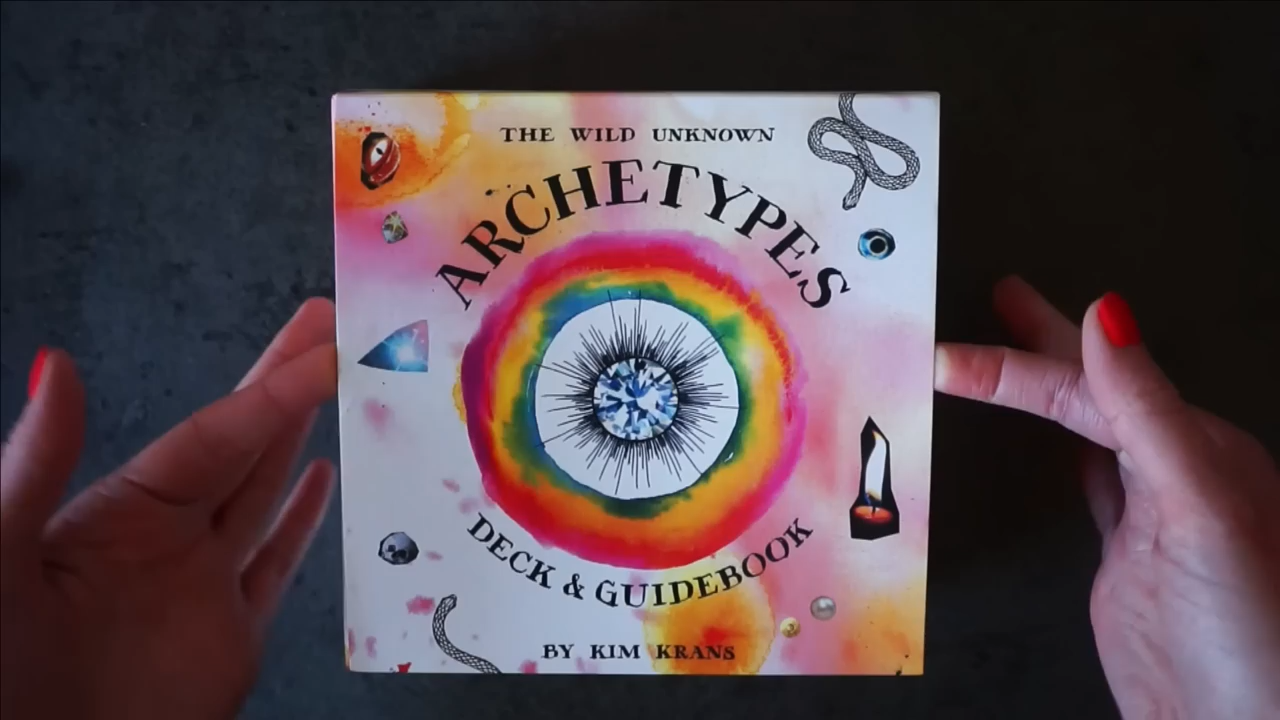 THE WILD UNKNOWN
ARCHETYPES
DECK & GUIDEBOOK
BY KIM KRANS